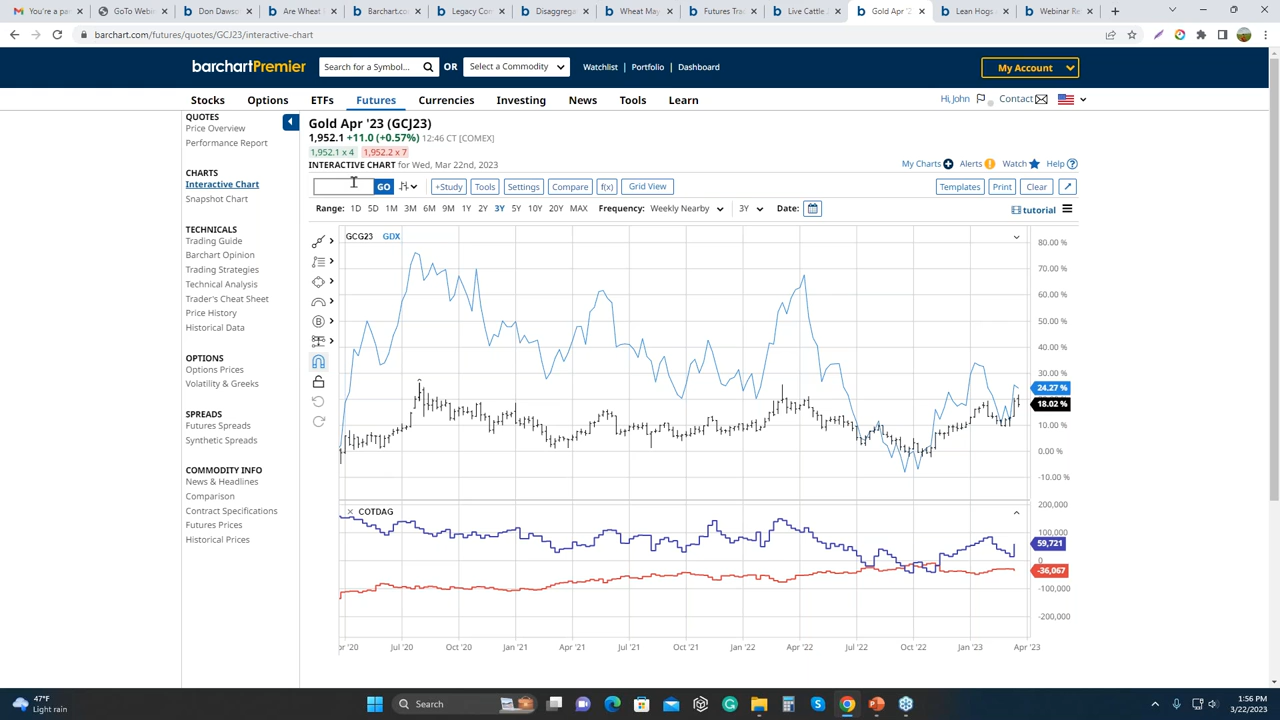 You're a pa
GoTo Webin
Don Dawso
Are Wheat
Barchart.co
Legacy Com
Disaggrega
Wheat May
Futures Tra
Live Cattle
Gold Apr '2
Lean Hogs
Webinar Re
barchart.com/futures/quotes/GCJ23/interactive-chart
barchartPremier Search for a Symbol... OR Select a Commodity Watchlist Portfolio Dashboard My Account
Stocks Options ETFs Futures Currencies Investing News Tools Learn Hi, John Contact
QUOTES
Price Overview
Performance Report
CHARTS
Interactive Chart
Snapshot Chart
TECHNICALS
Trading Guide
Barchart Opinion
Trading Strategies
Technical Analysis
Trader's Cheat Sheet
Price History
Historical Data
OPTIONS
Options Prices
Volatility & Greeks
SPREADS
Futures Spreads
Synthetic Spreads
COMMODITY INFO
News & Headlines
Comparison
Contract Specifications
Futures Prices
Historical Prices
Gold Apr '23 (GCJ23)
1,952.1 +11.0 (+0.57%) 12:46 CT [COMEX]
1,952.1 x 4 1,952.2 x 7
INTERACTIVE CHART for Wed, Mar 22nd, 2023
My Charts Alerts Watch Help
GO +Study Tools Settings Compare f(x) Grid View Templates Print Clear
Range: 1D 5D 1M 3M 6M 9M 1Y 2Y 3Y 5Y 10Y 20Y MAX Frequency: Weekly Nearby 3Y Date: tutorial
GCG23 GDX
80.00 %
70.00 %
60.00 %
50.00 %
40.00 %
30.00 %
24.27 %
18.02 %
10.00 %
0.00 %
-10.00 %
COTDAG
200,000
100,000
59,721
0
-36,067
-100,000
-200,000
pr '20 Jul '20 Oct '20 Jan '21 Apr '21 Jul '21 Oct '21 Jan '22 Apr '22 Jul '22 Oct '22 Jan '23 Apr '23
47°F
Light rain
Search
1:56 PM
3/22/2023